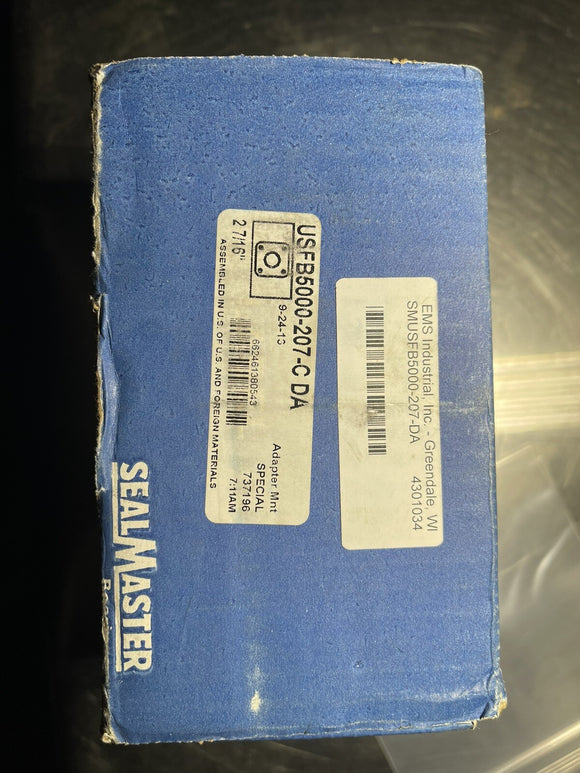 EMS Industrial, Inc. - Greendale, WI
SMUSFB5000-207-DA 4301034
USFB5000-207-C DA
9-24-13
2 7/16"
662461380543
Adapter Mnt
SPECIAL
737196
7:11AM
ASSEMBLED IN U.S. OF U.S. AND FOREIGN MATERIALS
SEALMASTER